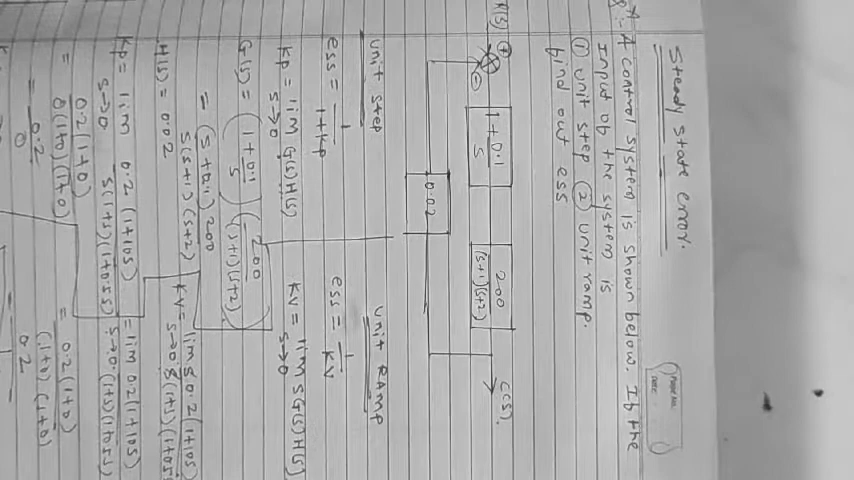 Page No.
Date
Steady state error.
A control system is shown below. If the
Input of the system is
① unit step ② unit ramp.
find out ess
R(s) + 1 + 0.1/s 200/(s+1)(s+2) C(s).
-
0.02
unit step
ess = 1/1+Kp
Kp = lim s→0 G(s)H(s)
G(s) = (1 + 0.1/s) (200/(s+1)(s+2))
= (s+0.1) 200 / s(s+1)(s+2)
H(s) = 0.02
Kp = lim s→0 0.2(1+10s) / s(1+s)(1+0.5s)
= 0.2(1+0) / 0(1+0)(1+0)
= 0.2/0
unit Ramp
ess = 1/Kv
Kv = lim s→0 sG(s)H(s)
Kv = lim s→0 s 0.2(1+10s) / s(1+s)(1+0.5s)
= lim s→0 0.2(1+10s) / (1+s)(1+0.5s)
= 0.2(1+0) / (1+0)(1+0)
0.2